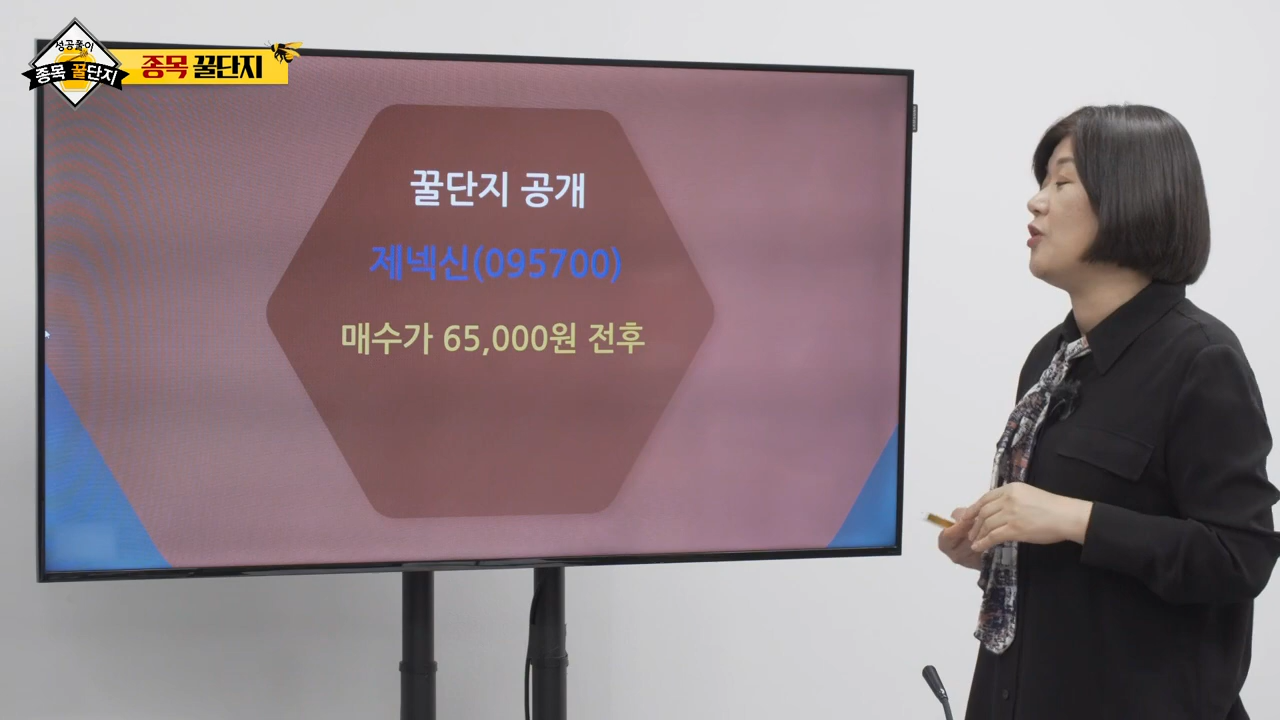 성공풀이
종목 꿀단지
종목 꿀단지
꿀단지 공개
제넥신(095700)
매수가 65,000원 전후